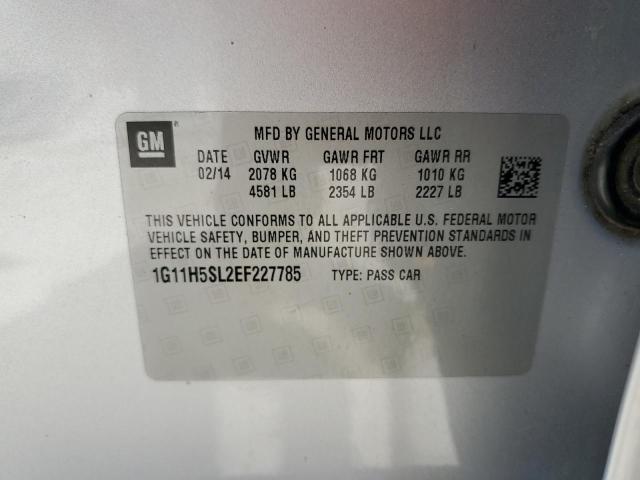 GM
MFD BY GENERAL MOTORS LLC
DATE GVWR GAWR FRT GAWR RR
02/14 2078 KG 1068 KG 1010 KG
4581 LB 2354 LB 2227 LB
THIS VEHICLE CONFORMS TO ALL APPLICABLE U.S. FEDERAL MOTOR
VEHICLE SAFETY, BUMPER, AND THEFT PREVENTION STANDARDS IN
EFFECT ON THE DATE OF MANUFACTURE SHOWN ABOVE.
1G11H5SL2EF227785 TYPE: PASS CAR